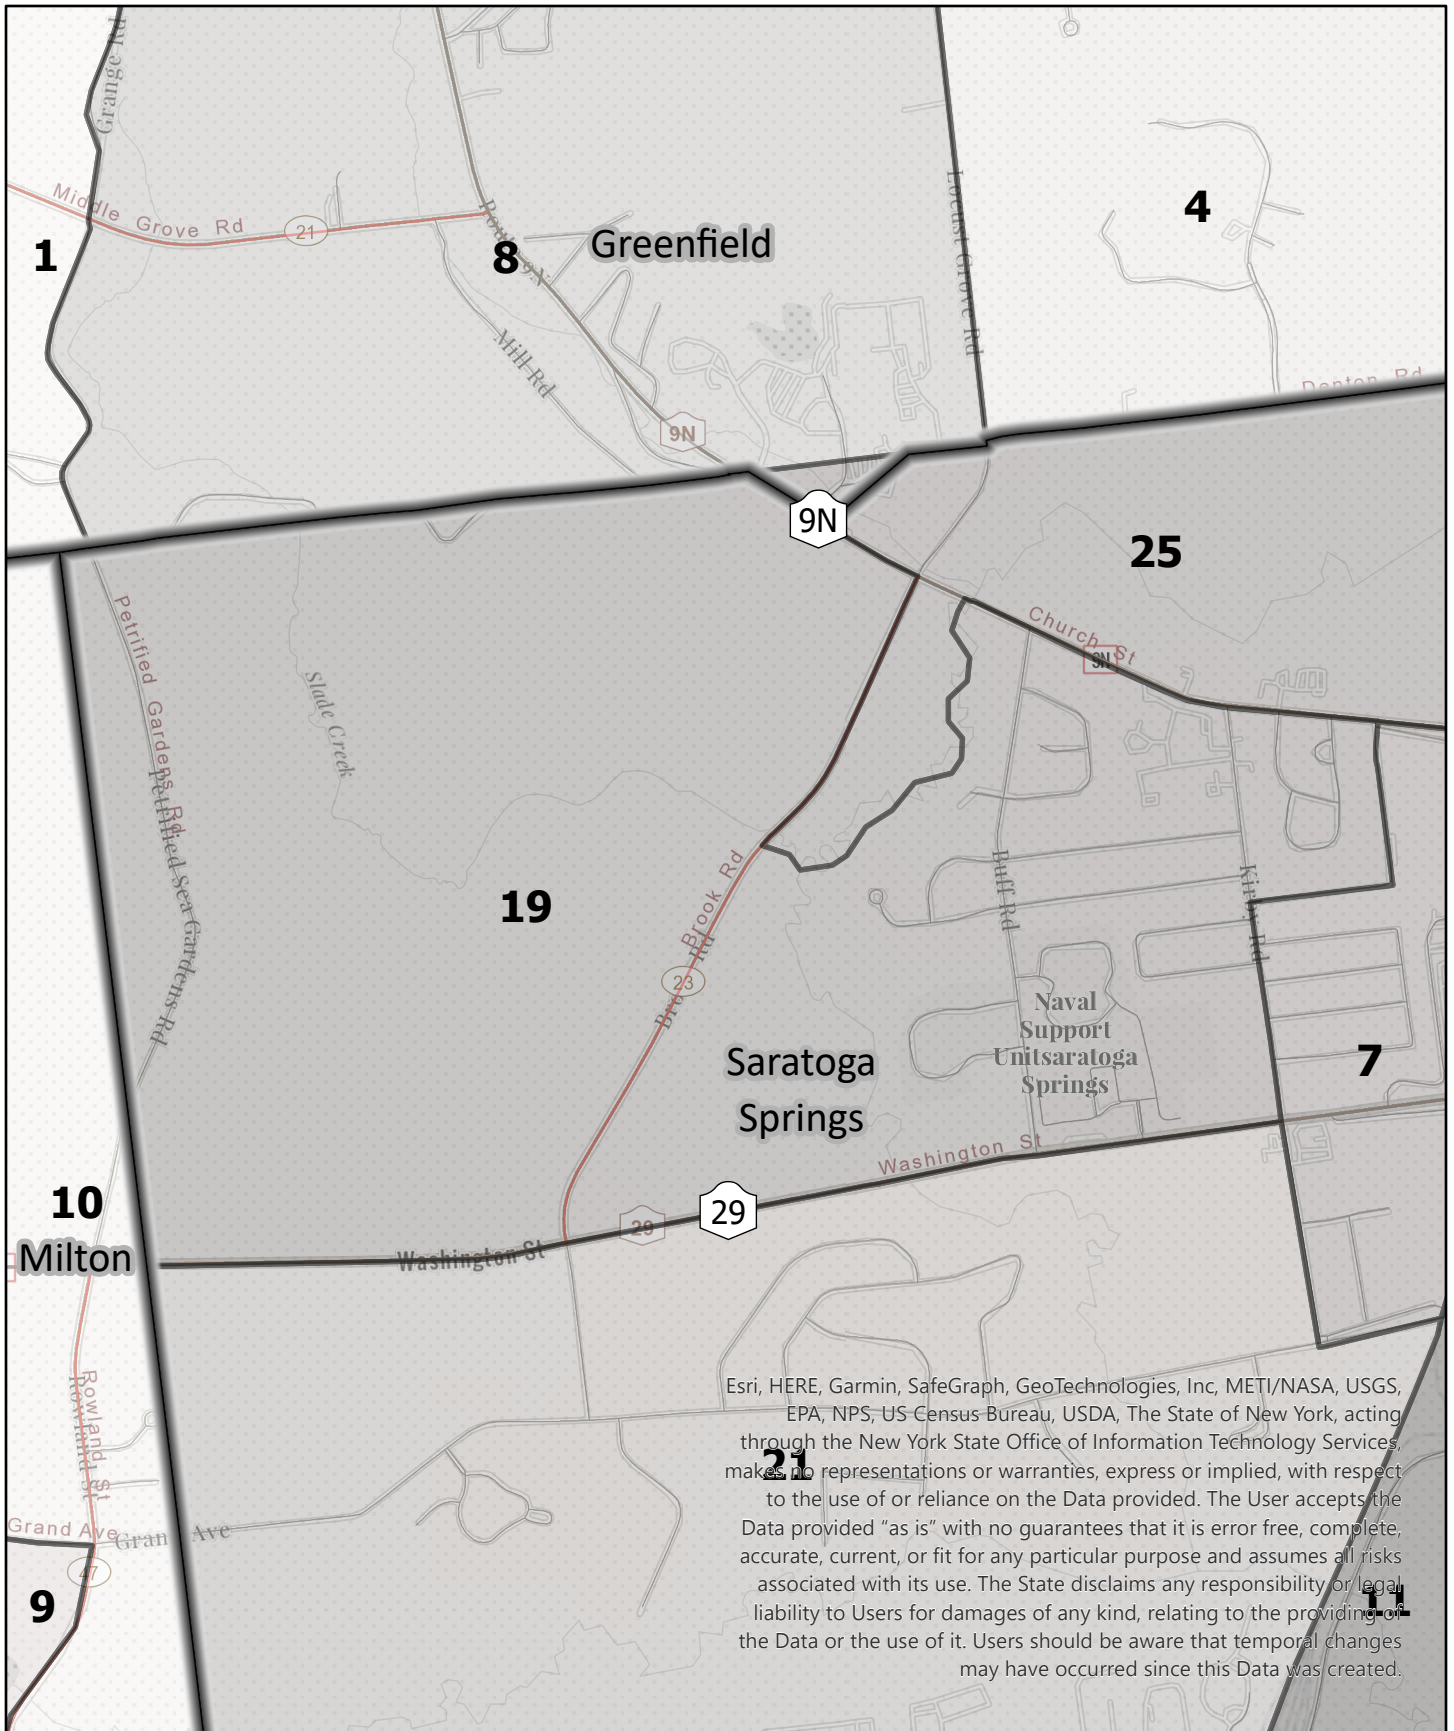 Grange Rd
Middle Grove Rd
21
1
8
Greenfield
Locust Grove Rd
4
Mill Rd
9N
Denton Rd
9N
25
Church St
9N
Petrified Gardens Rd
Petrified Sea Gardens Rd
Slade Creek
19
Brook Rd
23
Buff Rd
Kirby Rd
Naval
Support
Unitsaratoga
Springs
7
Saratoga
Springs
Washington St
29
29
Washington St
10
Milton
Rowland St
Rowland St
Grand Ave
47
9
21
11
Esri, HERE, Garmin, SafeGraph, GeoTechnologies, Inc, METI/NASA, USGS,
EPA, NPS, US Census Bureau, USDA, The State of New York, acting
through the New York State Office of Information Technology Services,
makes no representations or warranties, express or implied, with respect
to the use of or reliance on the Data provided. The User accepts the
Data provided “as is” with no guarantees that it is error free, complete,
accurate, current, or fit for any particular purpose and assumes all risks
associated with its use. The State disclaims any responsibility or legal
liability to Users for damages of any kind, relating to the providing of
the Data or the use of it. Users should be aware that temporal changes
may have occurred since this Data was created.